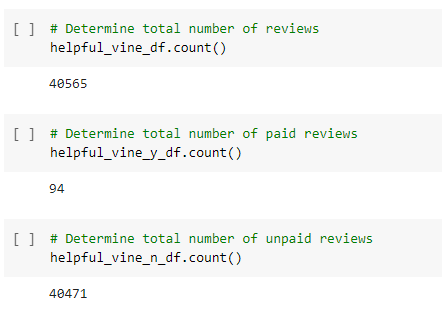 [ ] # Determine total number of reviews
helpful_vine_df.count()
40565
[ ] # Determine total number of paid reviews
helpful_vine_y_df.count()
94
[ ] # Determine total number of unpaid reviews
helpful_vine_n_df.count()
40471